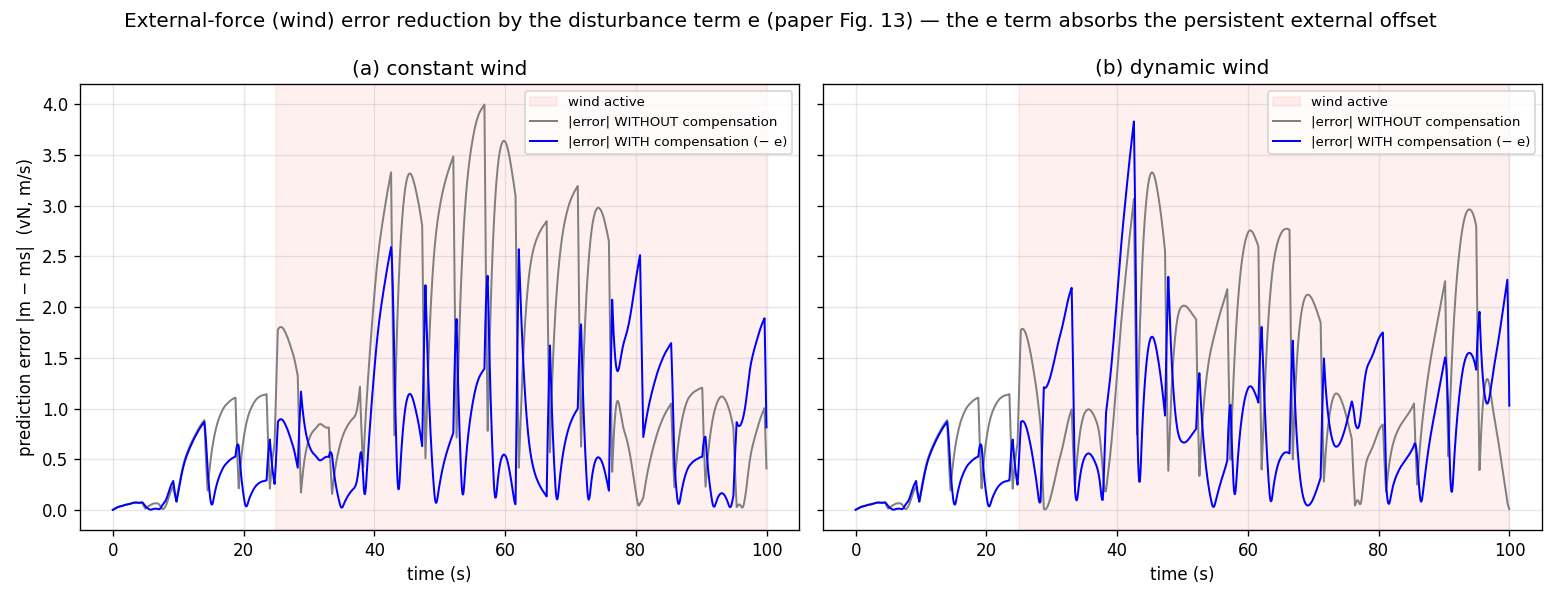 External-force (wind) error reduction by the disturbance term e (paper Fig. 13) — the e term absorbs the persistent external offset
(a) constant wind
(b) dynamic wind
wind active
|error| WITHOUT compensation
|error| WITH compensation (− e)
wind active
|error| WITHOUT compensation
|error| WITH compensation (− e)
prediction error |m − ms| (vN, m/s)
4.0
3.5
3.0
2.5
2.0
1.5
1.0
0.5
0.0
0 20 40 60 80 100
0 20 40 60 80 100
time (s)
time (s)